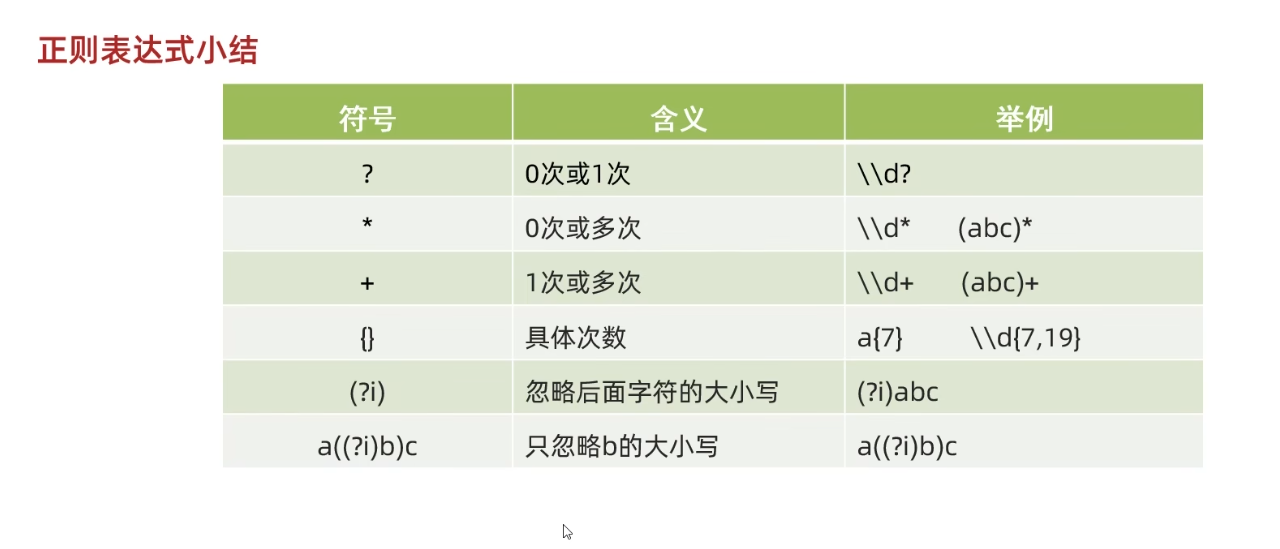 正则表达式小结
符号 含义 举例
? 0次或1次 \\d?
* 0次或多次 \\d* (abc)*
+ 1次或多次 \\d+ (abc)+
{} 具体次数 a{7} \\d{7,19}
(?i) 忽略后面字符的大小写 (?i)abc
a((?i)b)c 只忽略b的大小写 a((?i)b)c